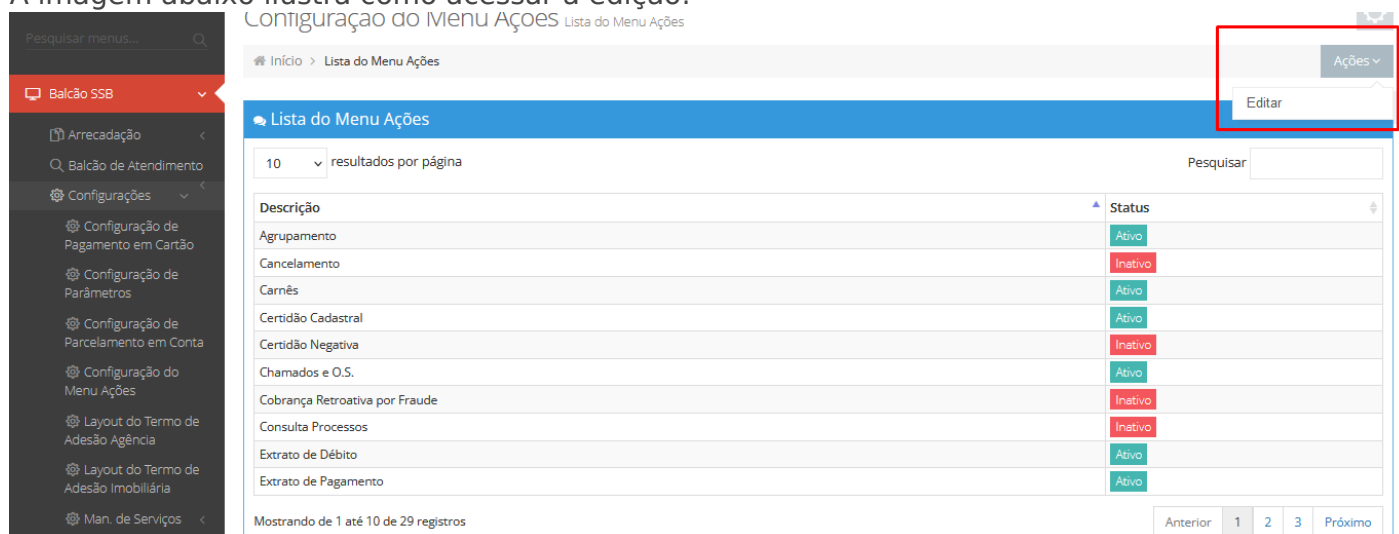 A imagem abaixo ilustra como acessar a edição:
Pesquisar menus...
Configuração do Menu Ações Lista do Menu Ações
Início > Lista do Menu Ações
Ações
Editar
Balcão SSB
Arrecadação
Balcão de Atendimento
Configurações
Configuração de
Pagamento em Cartão
Configuração de
Parâmetros
Configuração de
Parcelamento em Conta
Configuração do
Menu Ações
Layout do Termo de
Adesão Agência
Layout do Termo de
Adesão Imobiliária
Man. de Serviços
Lista do Menu Ações
10 resultados por página
Pesquisar
Descrição Status
Agrupamento Ativo
Cancelamento Inativo
Carnês Ativo
Certidão Cadastral Ativo
Certidão Negativa Inativo
Chamados e O.S. Ativo
Cobrança Retroativa por Fraude Inativo
Consulta Processos Inativo
Extrato de Débito Ativo
Extrato de Pagamento Ativo
Mostrando de 1 até 10 de 29 registros
Anterior 1 2 3 Próximo